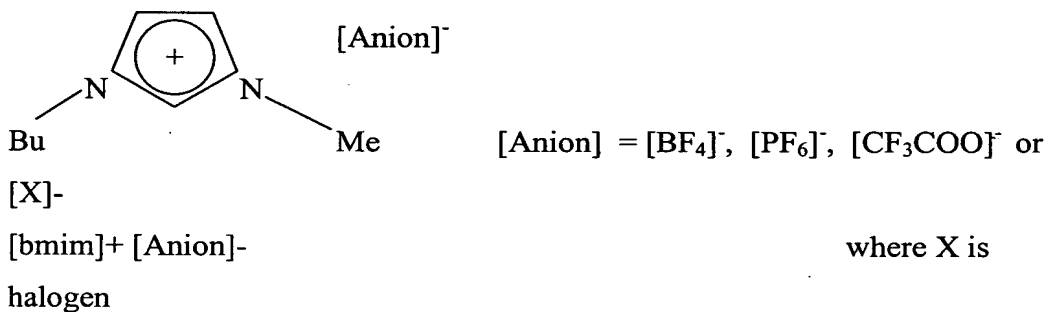 [Anion]⁻
+
N N
Bu Me [Anion] = [BF₄]⁻, [PF₆]⁻, [CF₃COO]⁻ or
[X]-
[bmim]+ [Anion]- where X is
halogen